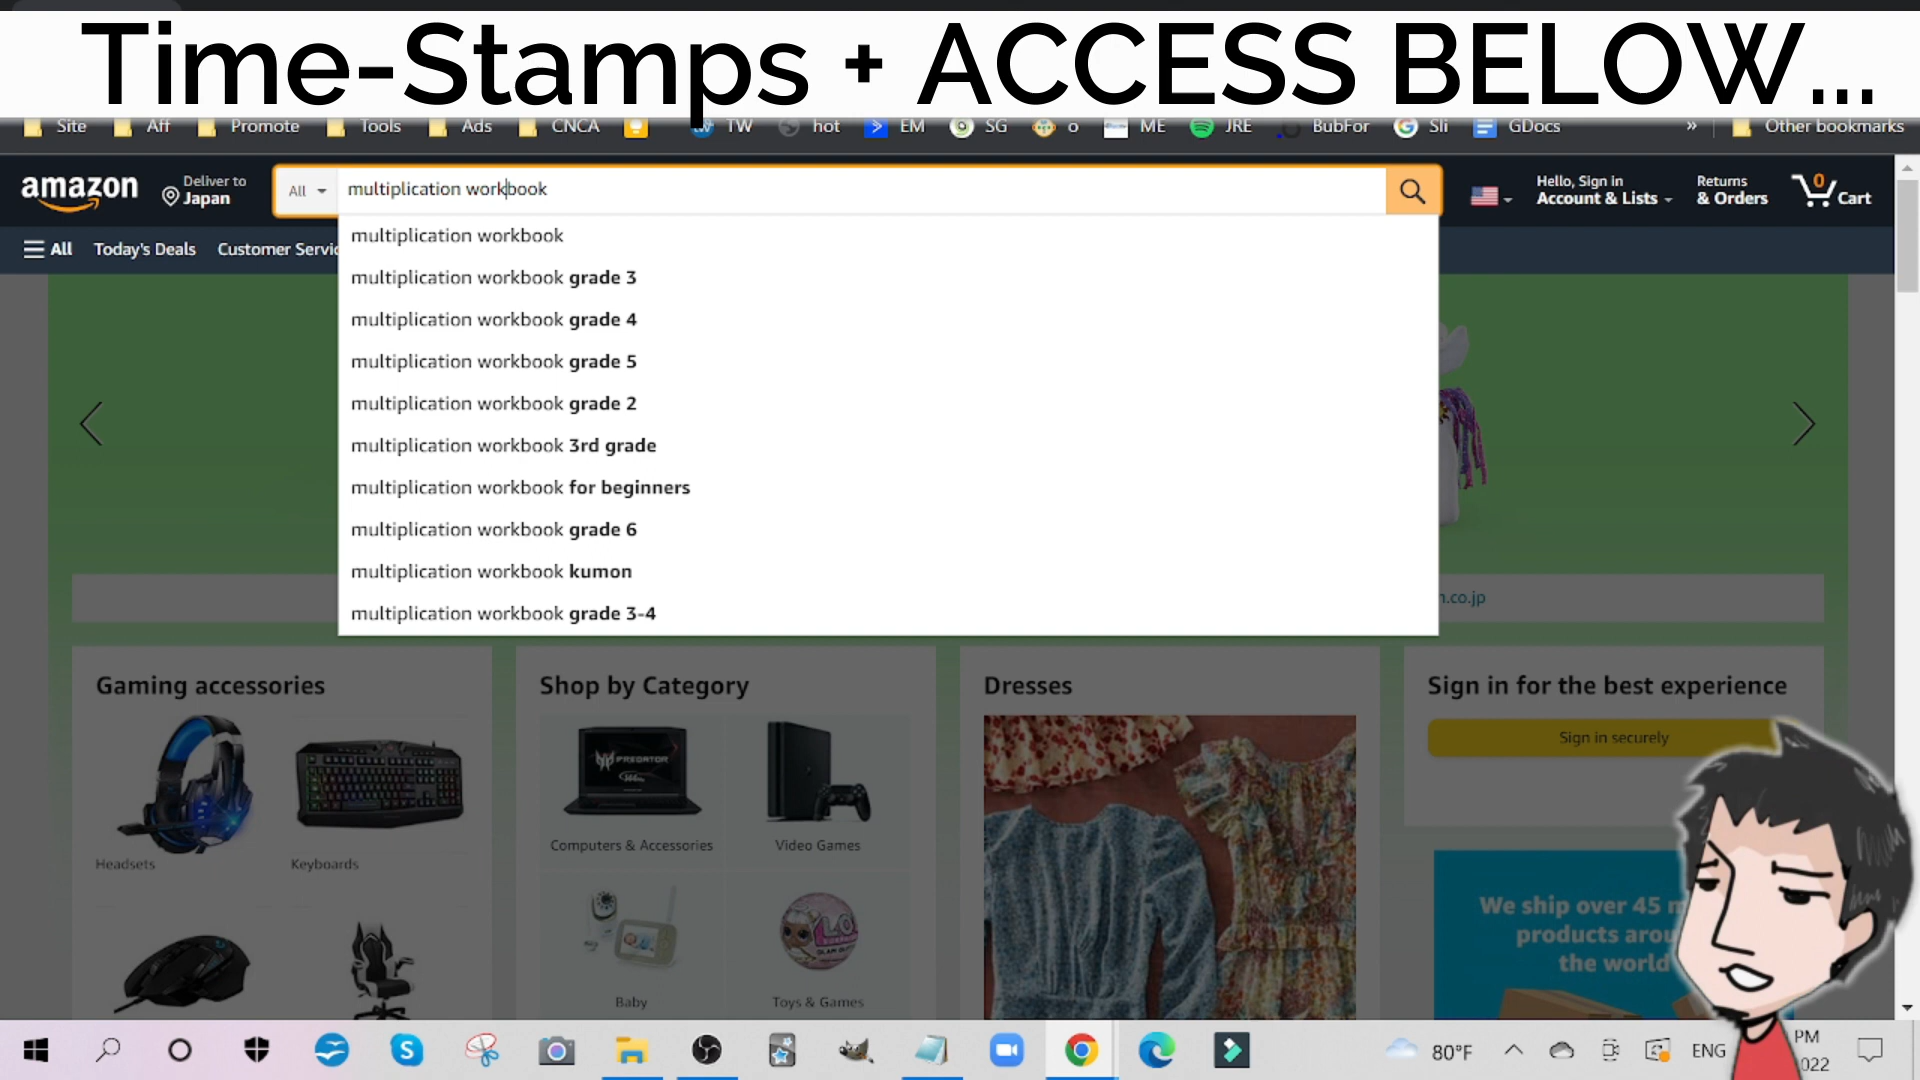 Time-Stamps + ACCESS BELOW...
Site Aff Promote Tools Ads CNCA TW hot EM SG o ME JRE BubFor Sli GDocs » Other bookmarks
amazon
Deliver to
Japan
All
multiplication workbook
Hello, Sign in
Account & Lists
Returns
& Orders
0
Cart
All Today's Deals Customer Servic
multiplication workbook
multiplication workbook grade 3
multiplication workbook grade 4
multiplication workbook grade 5
multiplication workbook grade 2
multiplication workbook 3rd grade
multiplication workbook for beginners
multiplication workbook grade 6
multiplication workbook kumon
multiplication workbook grade 3-4
n.co.jp
Gaming accessories
Headsets
Keyboards
Shop by Category
PREDATOR
Computers & Accessories
Video Games
Baby
Toys & Games
Dresses
Sign in for the best experience
Sign in securely
We ship over 45 m
products arou
the world
80°F
ENG
PM
022